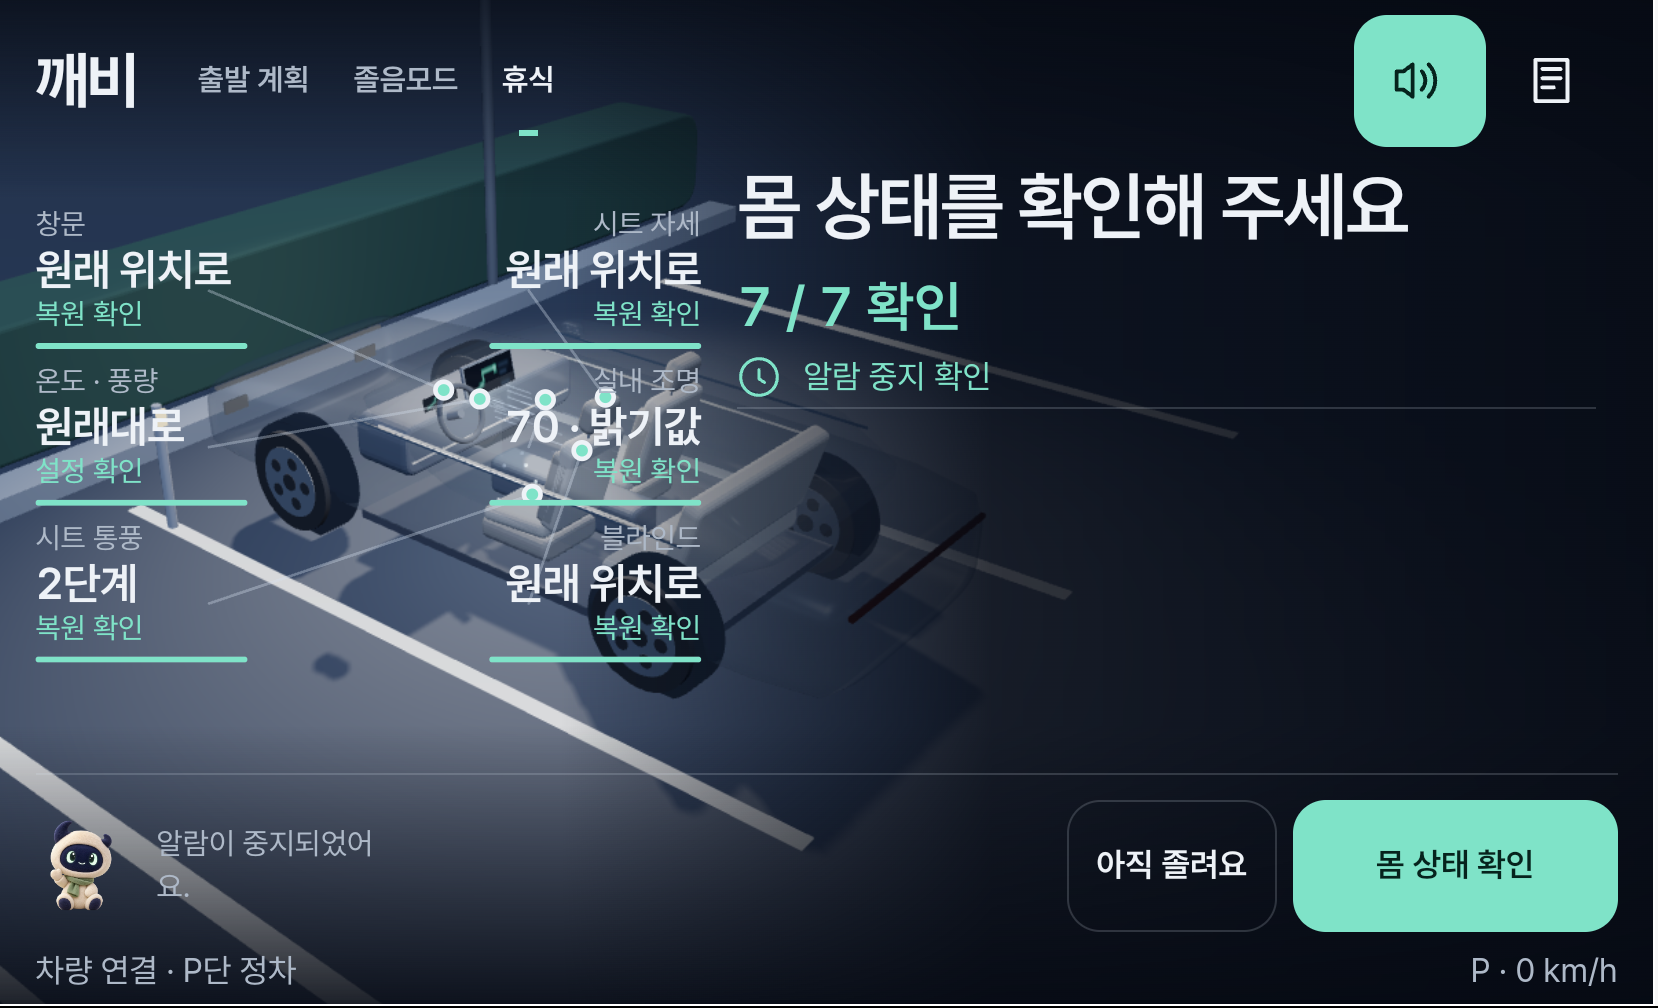 깨비
출발 계획
졸음모드
휴식
창문
원래 위치로
복원 확인
시트 자세
원래 위치로
복원 확인
온도 · 풍량
원래대로
설정 확인
실내 조명
70 · 밝기값
복원 확인
시트 통풍
2단계
복원 확인
블라인드
원래 위치로
복원 확인
몸 상태를 확인해 주세요
7 / 7 확인
알람 중지 확인
알람이 중지되었어
요.
아직 졸려요
몸 상태 확인
차량 연결 · P단 정차
P · 0 km/h